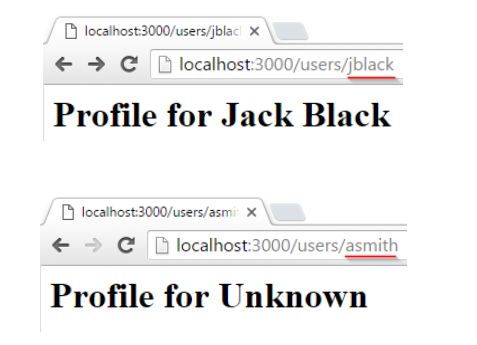 localhost:3000/users/jblac
localhost:3000/users/jblack
Profile for Jack Black
localhost:3000/users/asmi
localhost:3000/users/asmith
Profile for Unknown